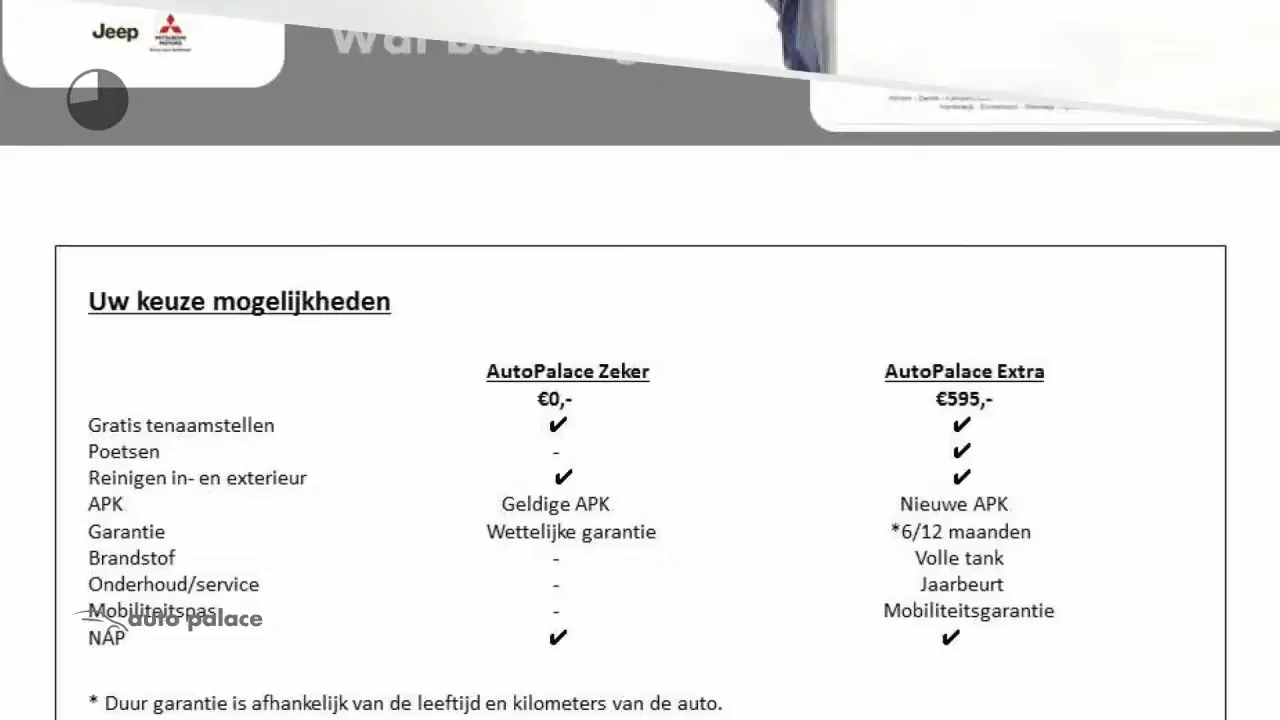 Jeep
MITSUBISHI
MOTORS
Uw keuze mogelijkheden
AutoPalace Zeker AutoPalace Extra
€0,- €595,-
Gratis tenaamstellen ✔ ✔
Poetsen - ✔
Reinigen in- en exterieur ✔ ✔
APK Geldige APK Nieuwe APK
Garantie Wettelijke garantie *6/12 maanden
Brandstof - Volle tank
Onderhoud/service - Jaarbeurt
Mobiliteitspas - Mobiliteitsgarantie
auto palace
NAP ✔ ✔
* Duur garantie is afhankelijk van de leeftijd en kilometers van de auto.